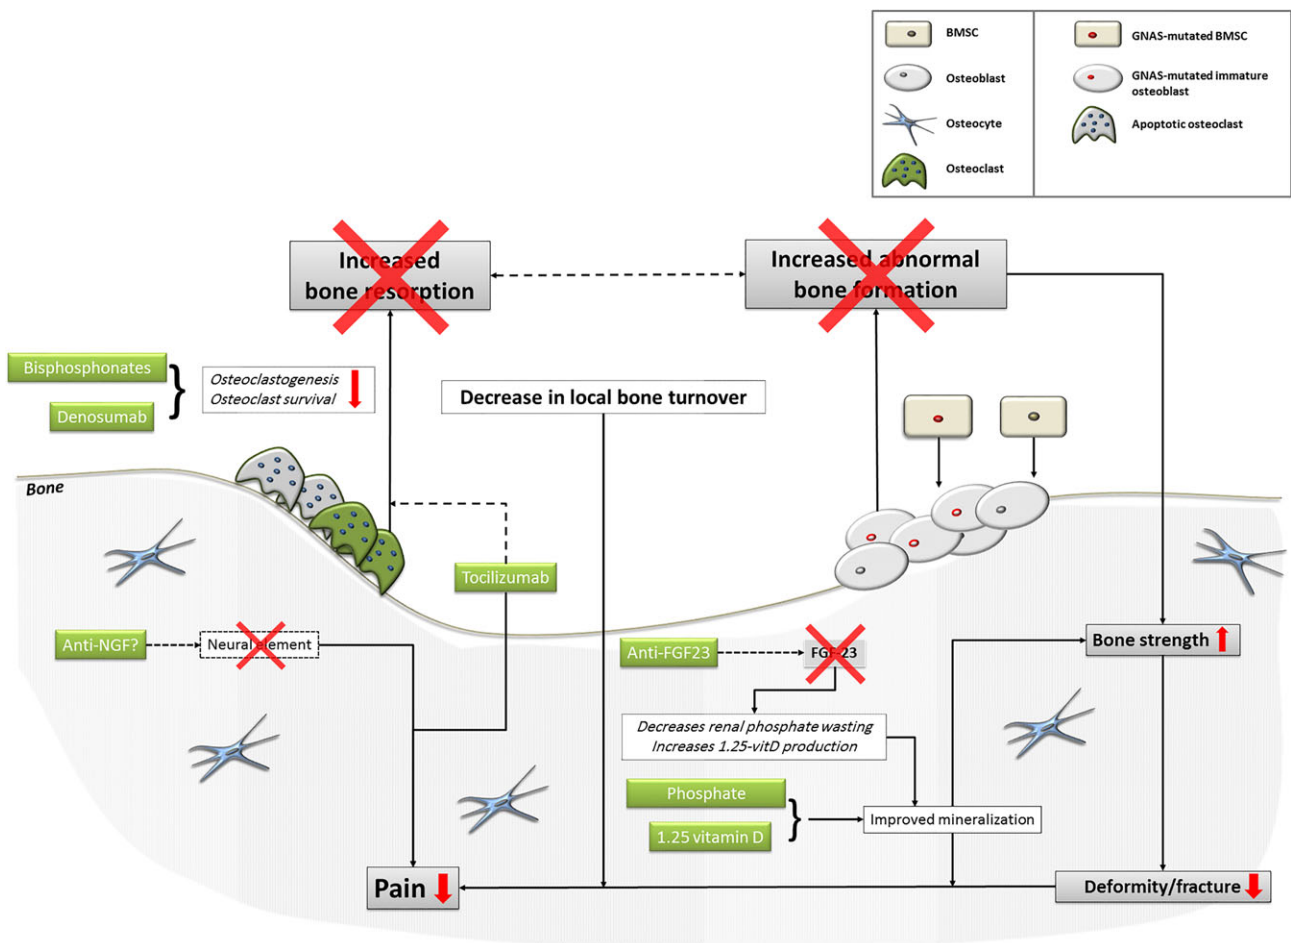 BMSC
GNAS-mutated BMSC
Osteoblast
GNAS-mutated immature
osteoblast
Osteocyte
Apoptotic osteoclast
Osteoclast
Increased
bone resorption
Increased abnormal
bone formation
Bisphosphonates
Denosumab
Osteoclastogenesis
Osteoclast survival
Decrease in local bone turnover
Bone
Tocilizumab
Anti-NGF?
Neural element
Anti-FGF23
FGF-23
Bone strength
Decreases renal phosphate wasting
Increases 1.25-vitD production
Phosphate
1.25 vitamin D
Improved mineralization
Pain
Deformity/fracture